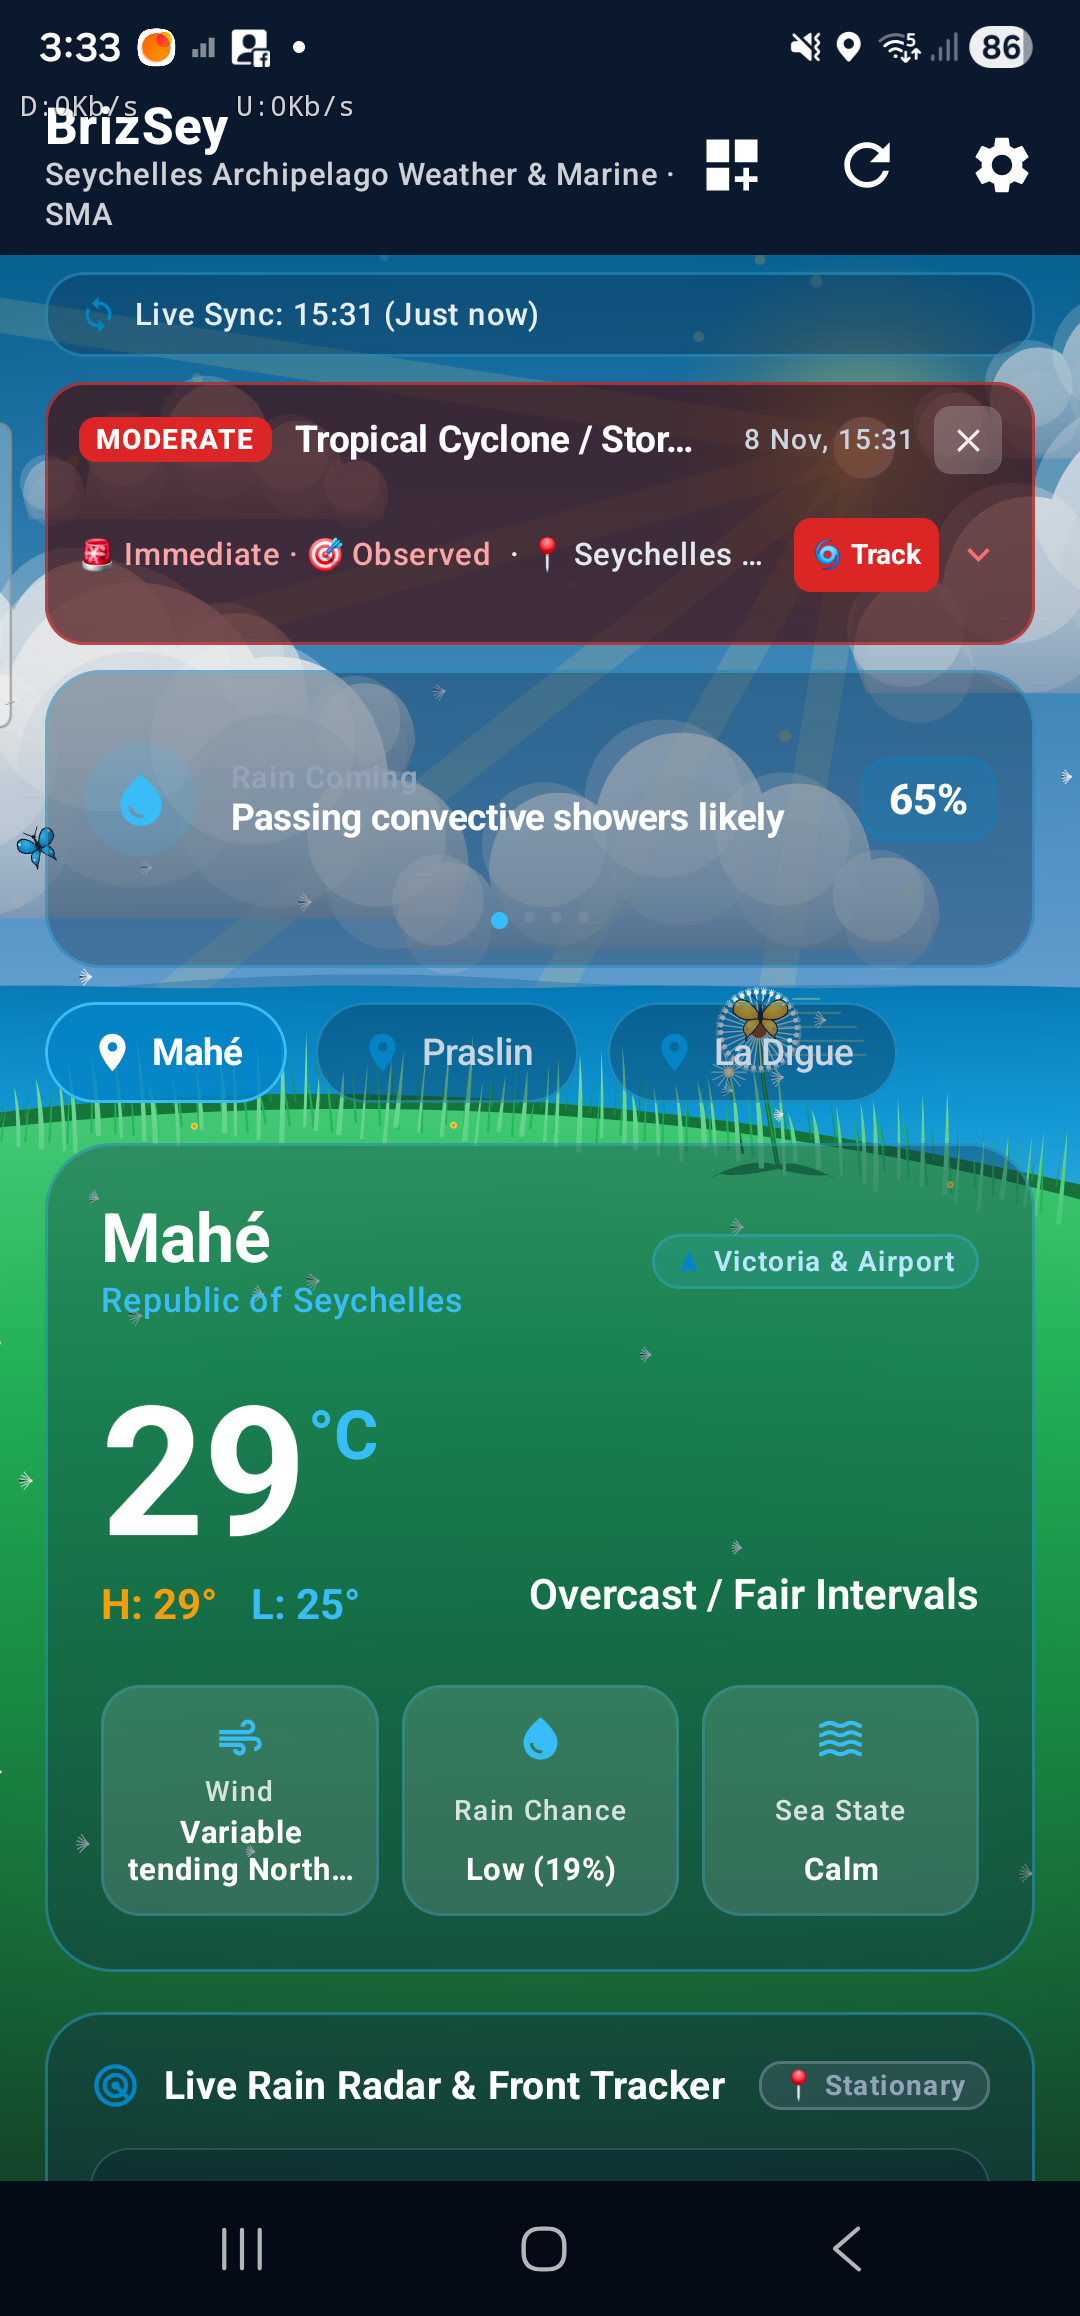 3:33
86
D:0Kb/s U:0Kb/s
BrizSey
Seychelles Archipelago Weather & Marine ·
SMA
Live Sync: 15:31 (Just now)
MODERATE Tropical Cyclone / Stor... 8 Nov, 15:31
🚨 Immediate · 🎯 Observed · 📍 Seychelles ... 🌀 Track
Rain Coming
Passing convective showers likely
65%
Mahé Praslin La Digue
Mahé
Victoria & Airport
Republic of Seychelles
29°C
H: 29° L: 25°
Overcast / Fair Intervals
Wind
Variable
tending North...
Rain Chance
Low (19%)
Sea State
Calm
Live Rain Radar & Front Tracker 📍 Stationary